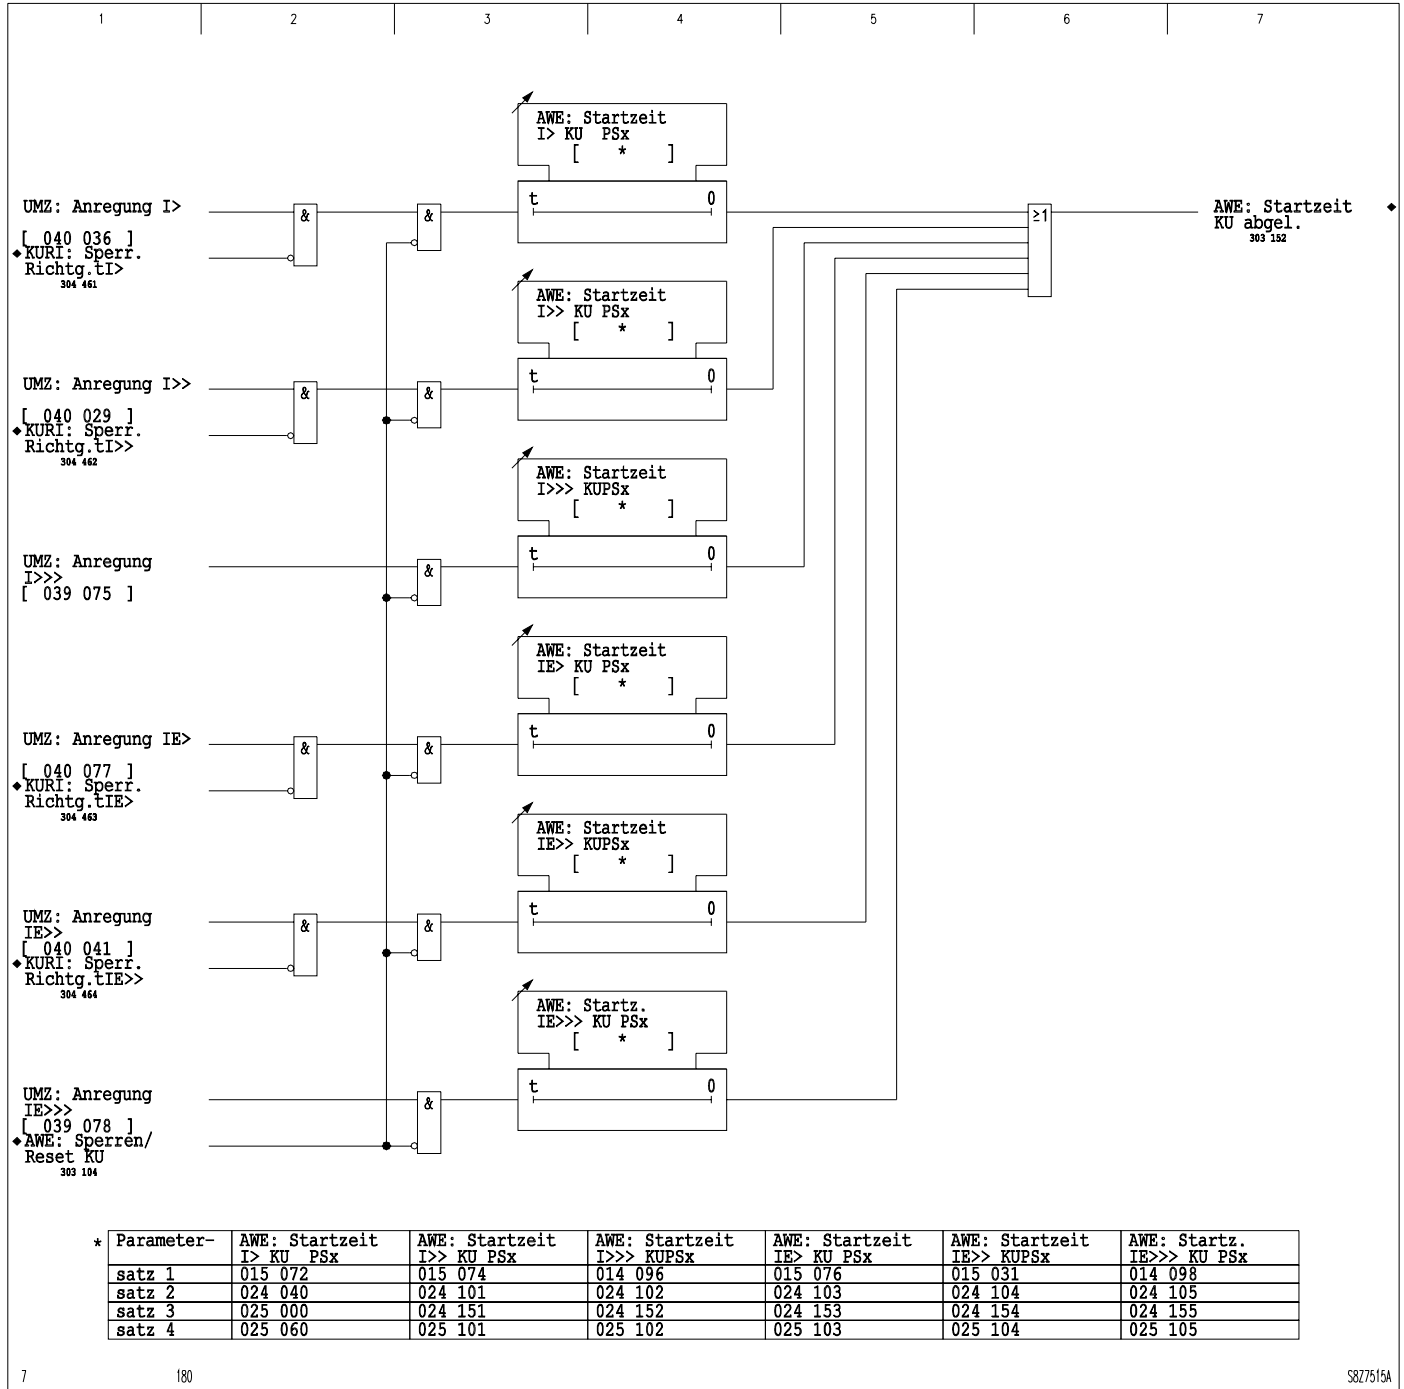 1 2 3 4 5 6 7
AWE: Startzeit
I> KU PSx
[ * ]
t 0
UMZ: Anregung I>
[ 040 036 ]
◆KURI: Sperr.
Richtg.tI>
304 461
&
&
≥1
AWE: Startzeit ◆
KU abgel.
303 152
AWE: Startzeit
I>> KU PSx
[ * ]
t 0
UMZ: Anregung I>>
[ 040 029 ]
◆KURI: Sperr.
Richtg.tI>>
304 462
&
&
AWE: Startzeit
I>>> KUPSx
[ * ]
t 0
UMZ: Anregung
I>>>
[ 039 075 ]
&
AWE: Startzeit
IE> KU PSx
[ * ]
t 0
UMZ: Anregung IE>
[ 040 077 ]
◆KURI: Sperr.
Richtg.tIE>
304 463
&
&
AWE: Startzeit
IE>> KUPSx
[ * ]
t 0
UMZ: Anregung
IE>>
[ 040 041 ]
◆KURI: Sperr.
Richtg.tIE>>
304 464
&
&
AWE: Startz.
IE>>> KU PSx
[ * ]
t 0
UMZ: Anregung
IE>>>
[ 039 078 ]
◆AWE: Sperren/
Reset KU
303 104
&
* Parameter- AWE: Startzeit AWE: Startzeit AWE: Startzeit AWE: Startzeit AWE: Startzeit AWE: Startz.
I> KU PSx I>> KU PSx I>>> KUPSx IE> KU PSx IE>> KUPSx IE>>> KU PSx
satz 1 015 072 015 074 014 096 015 076 015 031 014 098
satz 2 024 040 024 101 024 102 024 103 024 104 024 105
satz 3 025 000 024 151 024 152 024 153 024 154 024 155
satz 4 025 060 025 101 025 102 025 103 025 104 025 105
7 180 S8Z7515A